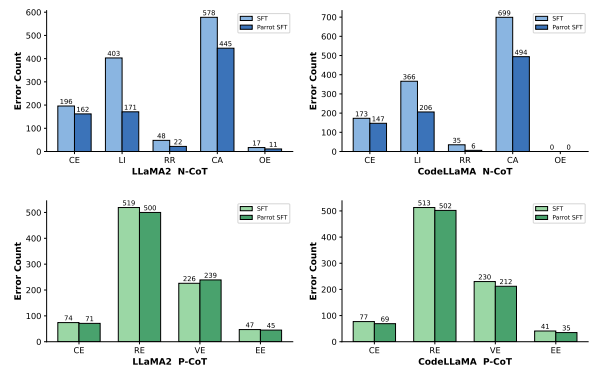 600
500
400
300
200
100
0
Error Count
196
162
403
171
48
22
578
445
17
11
SFT
Parrot SFT
CE
LI
RR
CA
OE
LLaMA2 N-CoT
700
600
500
400
300
200
100
0
Error Count
173
147
366
206
35
6
699
494
0
0
SFT
Parrot SFT
CE
LI
RR
CA
OE
CodeLLaMA N-CoT
500
400
300
200
100
0
Error Count
74
71
519
500
226
239
47
45
SFT
Parrot SFT
CE
RE
VE
EE
LLaMA2 P-CoT
500
400
300
200
100
0
Error Count
77
69
513
502
230
212
41
35
SFT
Parrot SFT
CE
RE
VE
EE
CodeLLaMA P-CoT